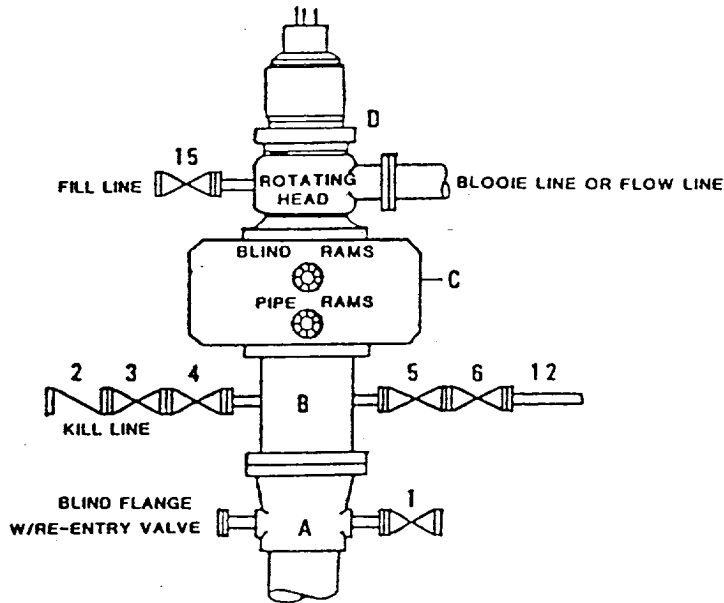 D
15
FILL LINE
ROTATING
HEAD
BLOOIE LINE OR FLOW LINE
BLIND RAMS
C
PIPE RAMS
2 3 4
5 6 12
B
KILL LINE
BLIND FLANGE
W/RE-ENTRY VALVE
A
1